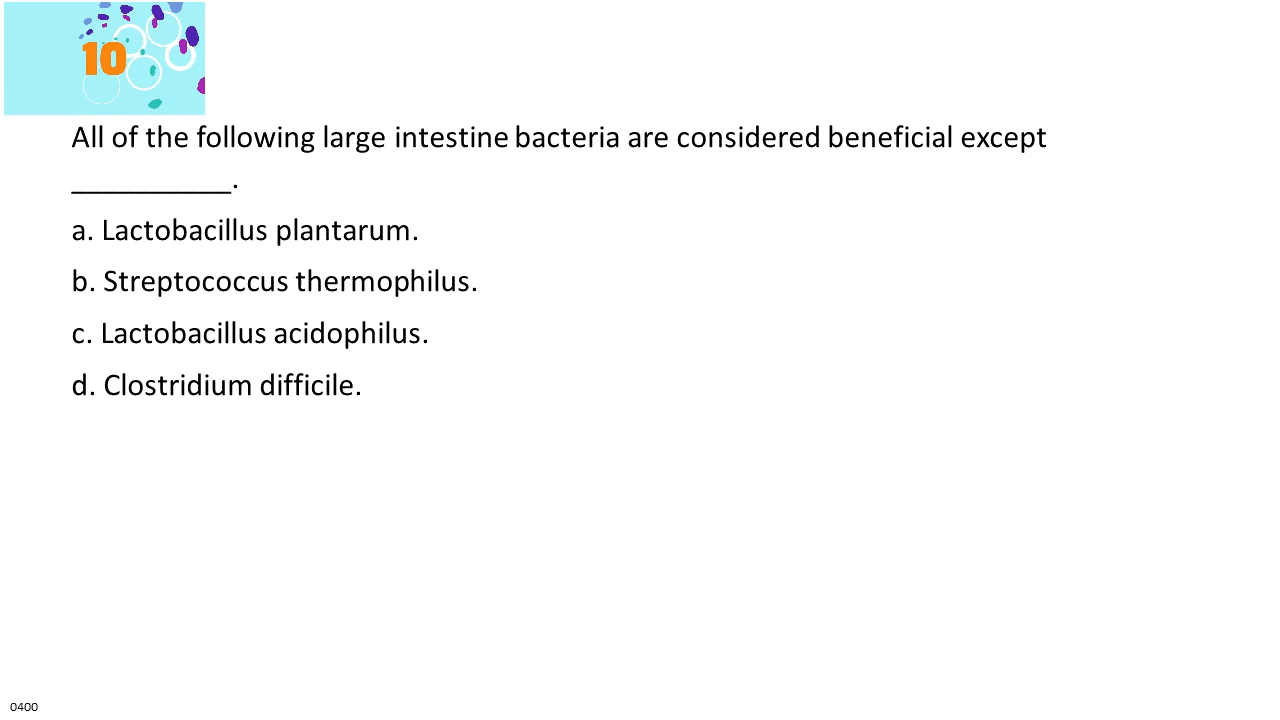 10
All of the following large intestine bacteria are considered beneficial except
__________.
a. Lactobacillus plantarum.
b. Streptococcus thermophilus.
c. Lactobacillus acidophilus.
d. Clostridium difficile.
0400